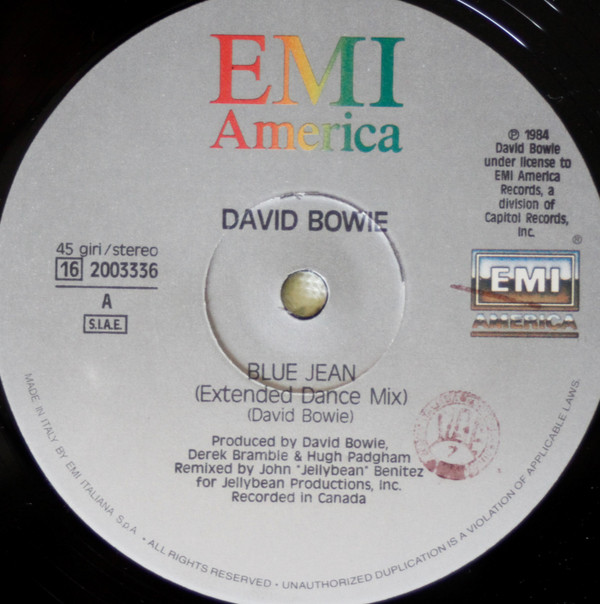 EMI
America
℗ 1984
David Bowie
under license to
EMI America
Records, a
division of
Capitol Records,
Inc.
DAVID BOWIE
45 giri/stereo
16 2003336
A
S.I.A.E.
®
EMI
AMERICA
BLUE JEAN
(Extended Dance Mix)
(David Bowie)
Produced by David Bowie,
Derek Bramble & Hugh Padgham
Remixed by John "Jellybean" Benitez
for Jellybean Productions, Inc.
Recorded in Canada
MADE IN ITALY BY EMI ITALIANA S.p.A. • ALL RIGHTS RESERVED • UNAUTHORIZED DUPLICATION IS A VIOLATION OF APPLICABLE LAWS.